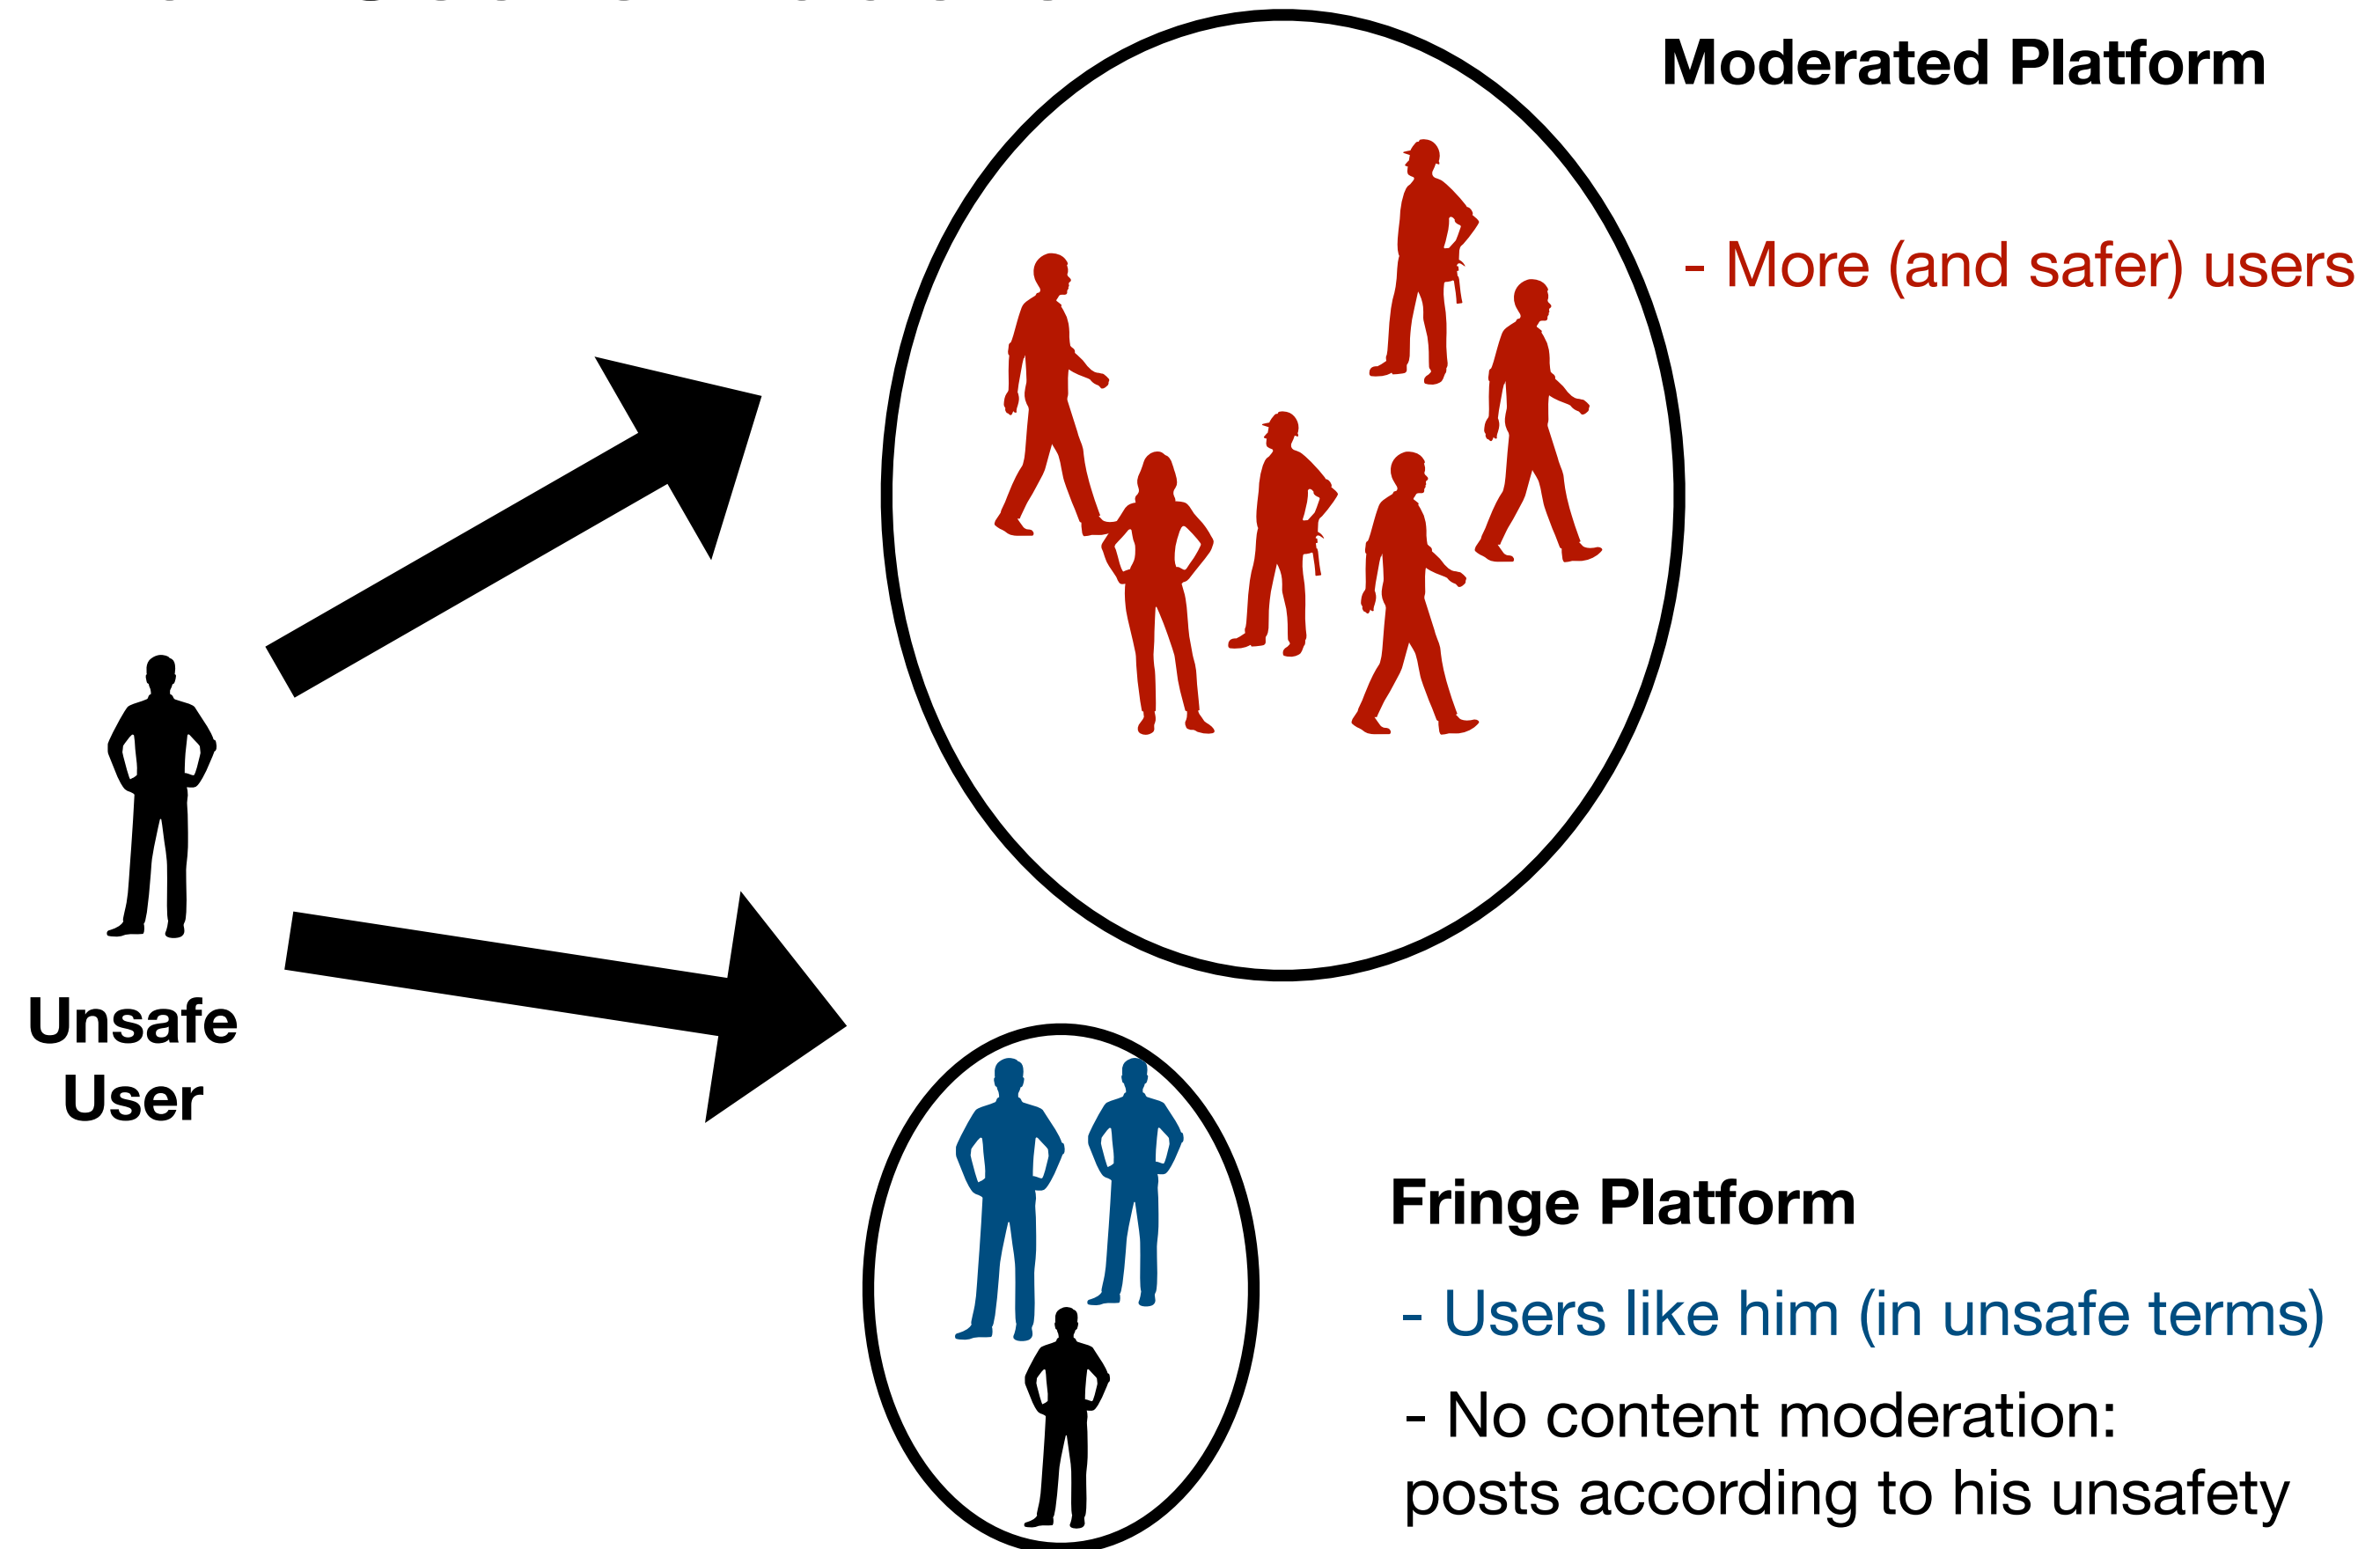 Moderated Platform
- More (and safer) users
Unsafe
User
Fringe Platform
- Users like him (in unsafe terms)
- No content moderation:
posts according to his unsafety